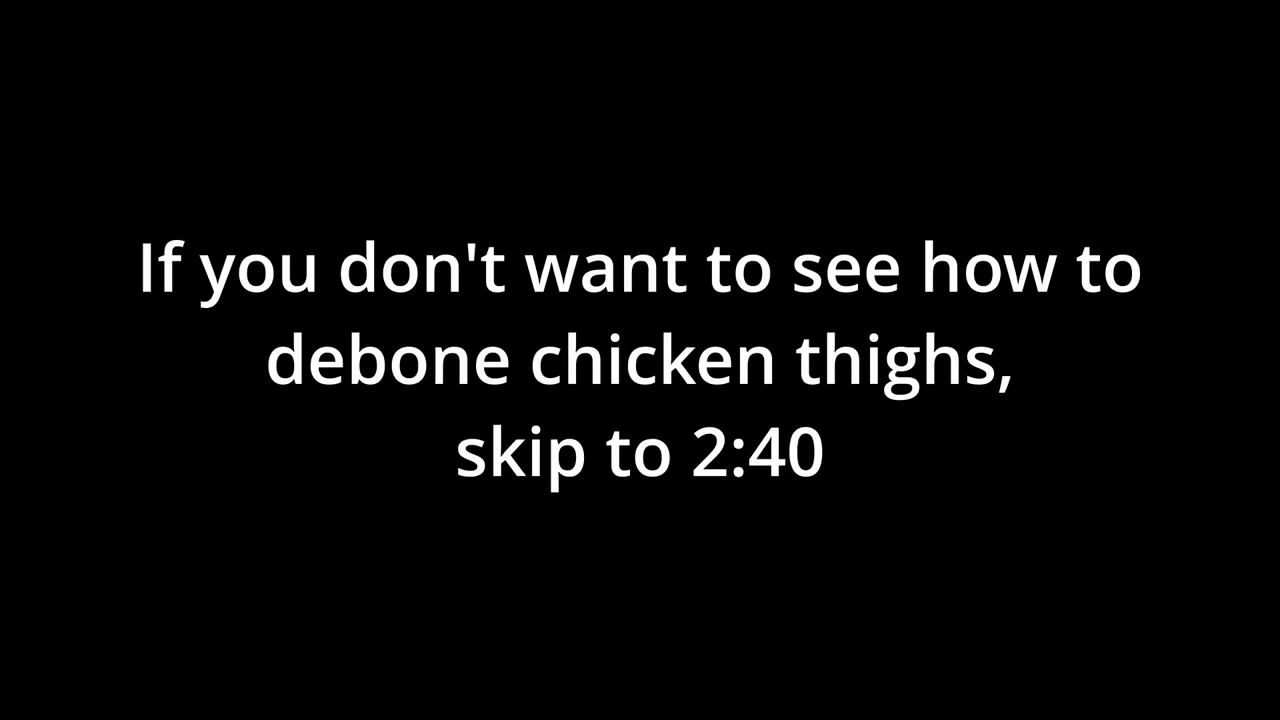 If you don't want to see how to
debone chicken thighs,
skip to 2:40